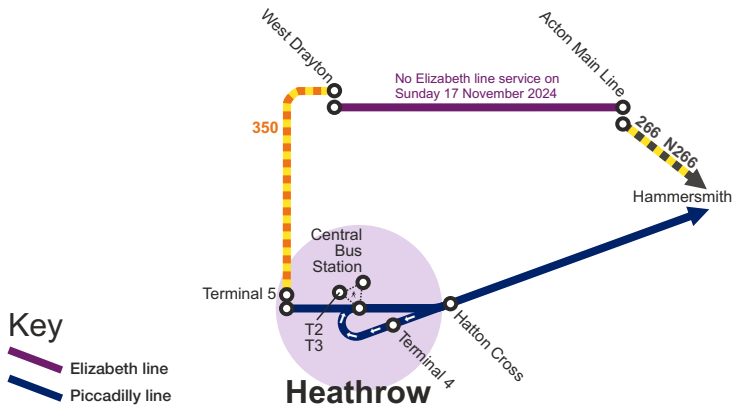 West Drayton
Acton Main Line
No Elizabeth line service on
Sunday 17 November 2024
350
266 N266
Hammersmith
Central
Bus
Station
Terminal 5
T2
T3
Terminal 4
Hatton Cross
Heathrow
Key
Elizabeth line
Piccadilly line